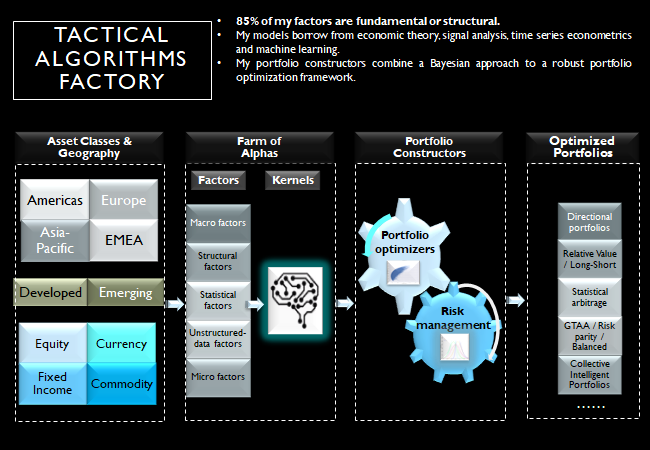 TACTICAL
ALGORITHMS
FACTORY
• 85% of my factors are fundamental or structural.
• My models borrow from economic theory, signal analysis, time series econometrics
and machine learning.
• My portfolio constructors combine a Bayesian approach to a robust portfolio
optimization framework.
Asset Classes &
Geography
Americas
Europe
Asia-
Pacific
EMEA
Developed
Emerging
Equity
Currency
Fixed
Income
Commodity
Farm of
Alphas
Factors
Kernels
Macro factors
Structural
factors
Statistical
factors
Unstructured-
data factors
Micro factors
Portfolio
Constructors
Portfolio
optimizers
Risk
management
Optimized
Portfolios
Directional
portfolios
Relative Value
/ Long-Short
Statistical
arbitrage
GTAA / Risk
parity /
Balanced
Collective
Intelligent
Portfolios
......